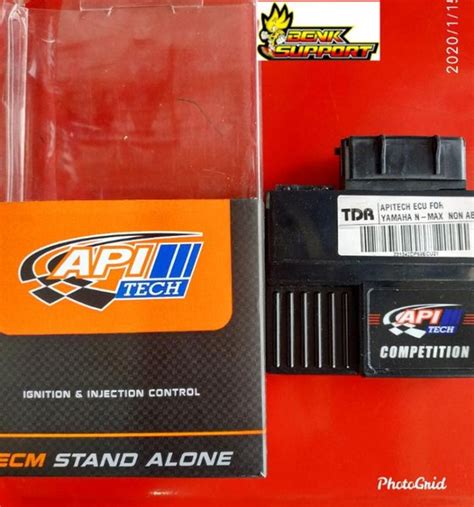 BENK
SUPPORT
2020/1/15
API
TECH
IGNITION & INJECTION CONTROL
ECM STAND ALONE
TDR
APITECH ECU FOR
YAMAHA N-MAX NON AB
API
TECH
COMPETITION
PhotoGrid